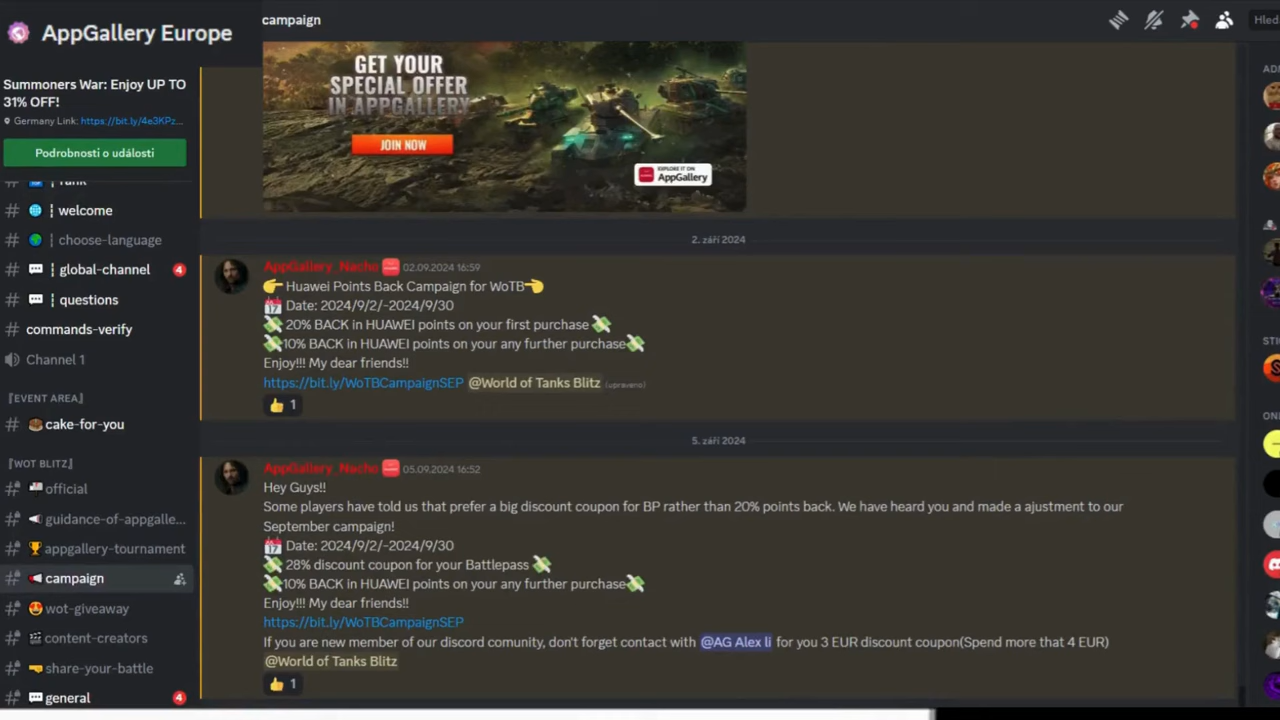 AppGallery Europe
campaign
Hled
Summoners War: Enjoy UP TO
31% OFF!
Germany Link: https://bit.ly/4e3KPz...
Podrobnosti o události
rank
welcome
choose-language
global-channel 4
questions
commands-verify
Channel 1
『EVENT AREA』
cake-for-you
『WOT BLITZ』
official
guidance-of-appgalle...
appgallery-tournament
campaign
wot-giveaway
content-creators
share-your-battle
general 4
GET YOUR
SPECIAL OFFER
IN APPGALLERY
JOIN NOW
EXPLORE IT ON
AppGallery
2. září 2024
AppGallery_Nacho 02.09.2024 16:59
👉Huawei Points Back Campaign for WoTB👈
📅 Date: 2024/9/2/-2024/9/30
💸 20% BACK in HUAWEI points on your first purchase 💸
💸10% BACK in HUAWEI points on your any further purchase💸
Enjoy!!! My dear friends!!
https://bit.ly/WoTBCampaignSEP @World of Tanks Blitz (upraveno)
👍 1
5. září 2024
AppGallery_Nacho 05.09.2024 16:52
Hey Guys!!
Some players have told us that prefer a big discount coupon for BP rather than 20% points back. We have heard you and made a ajustment to our
September campaign!
📅 Date: 2024/9/2/-2024/9/30
💸 28% discount coupon for your Battlepass 💸
💸10% BACK in HUAWEI points on your any further purchase💸
Enjoy!!! My dear friends!!
https://bit.ly/WoTBCampaignSEP
If you are new member of our discord comunity, don't forget contact with @AG Alex li for you 3 EUR discount coupon(Spend more that 4 EUR)
@World of Tanks Blitz
👍 1
ADM
STIC
ONL